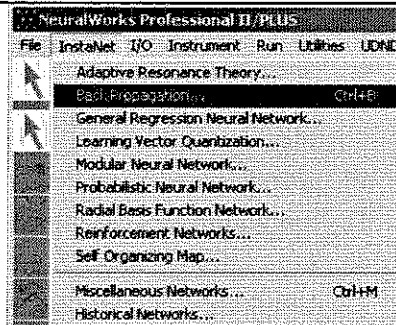 NeuralWorks Professional II/PLUS
File InstaNet I/O Instrument Run Utilities UDND
Adaptive Resonance Theory...
Back-Propagation... Ctrl+B
General Regression Neural Network...
Learning Vector Quantization...
Modular Neural Network...
Probabilistic Neural Network...
Radial Basis Function Network...
Reinforcement Networks...
Self Organizing Map...
Miscellaneous Networks... Ctrl+M
Historical Networks...